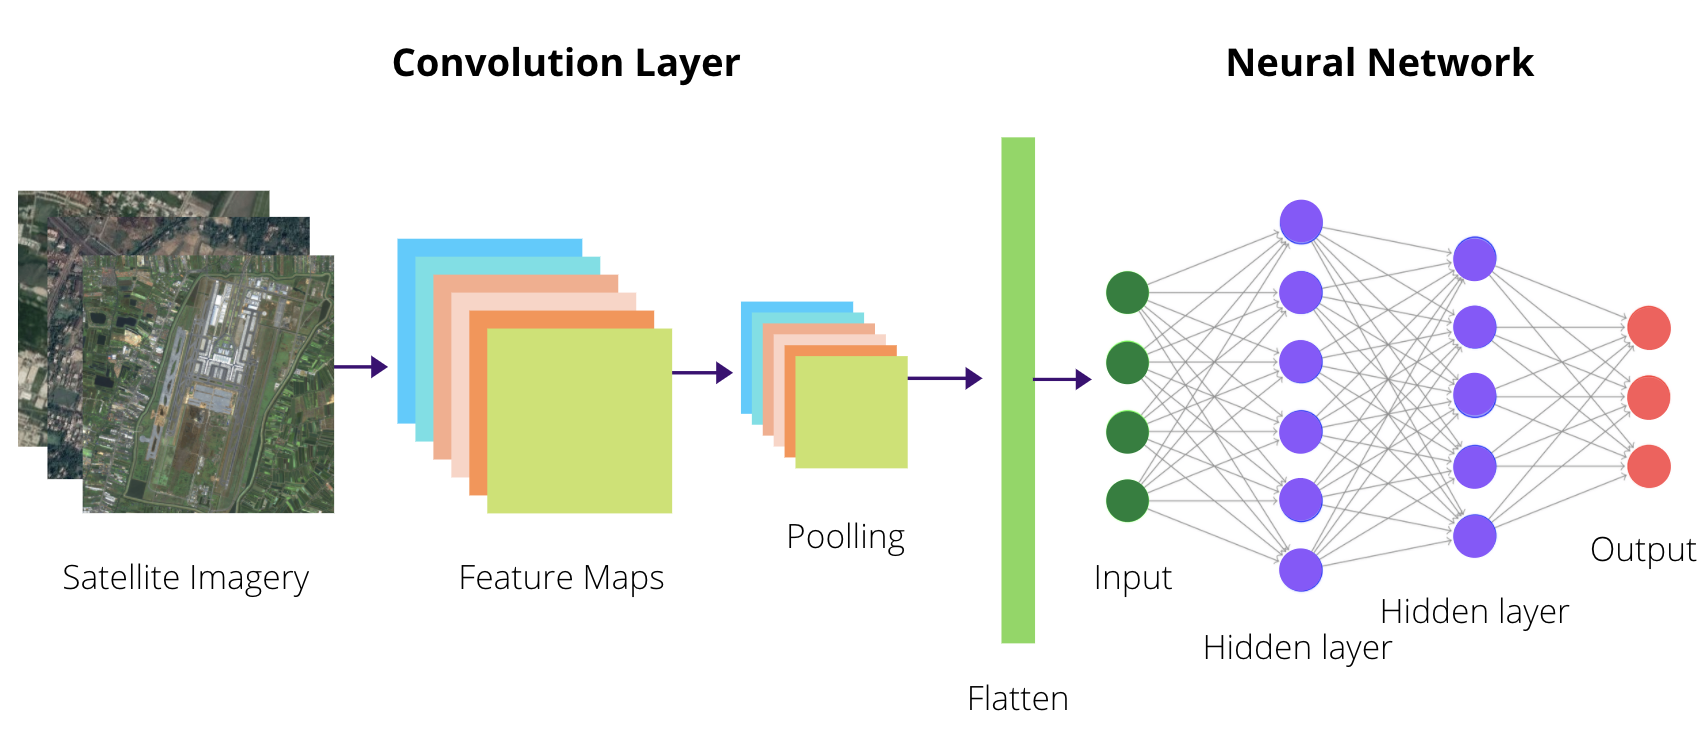 Convolution Layer
Neural Network
Satellite Imagery
Feature Maps
Poolling
Flatten
Input
Hidden layer
Hidden layer
Output